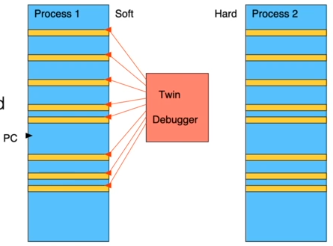 Process 1
Soft
Hard
Process 2
Twin
Debugger
d
PC